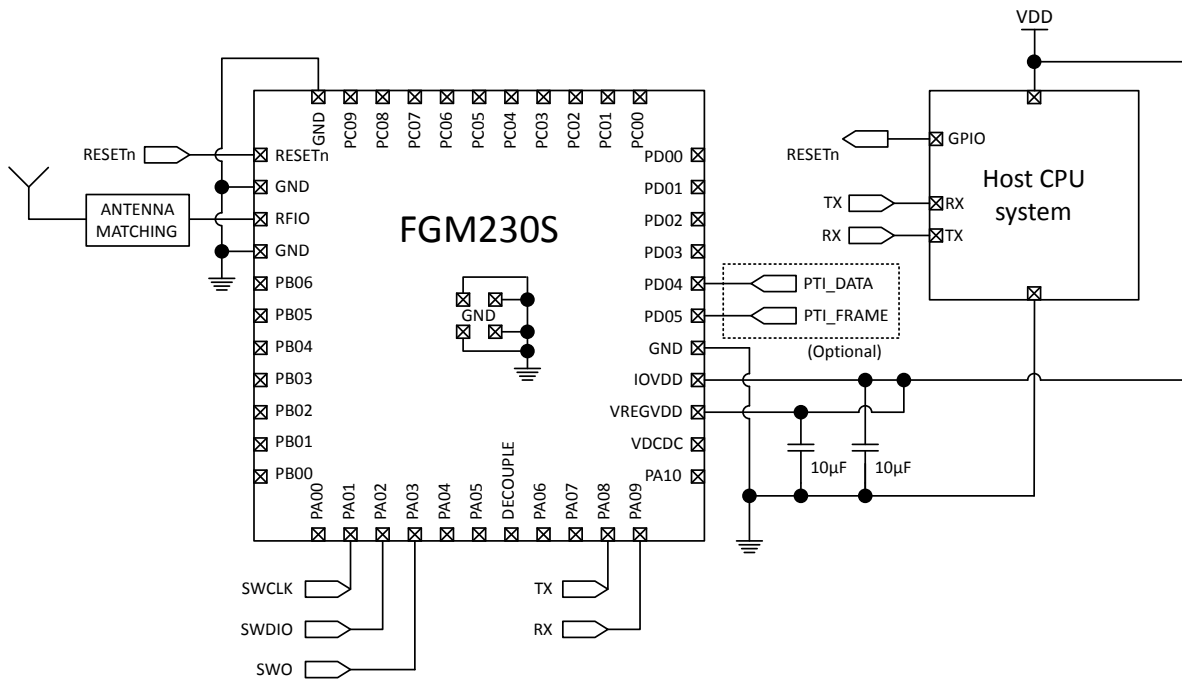 VDD
GND
PC09
PC08
PC07
PC06
PC05
PC04
PC03
PC02
PC01
PC00
RESETn
RESETn
GND
RFIO
GND
PB06
PB05
PB04
PB03
PB02
PB01
PB00
ANTENNA
MATCHING
FGM230S
GND
PD00
PD01
PD02
PD03
PD04
PD05
GND
IOVDD
VREGVDD
VDCDC
PA10
PTI_DATA
PTI_FRAME
(Optional)
RESETn
GPIO
TX
RX
RX
TX
Host CPU
system
10µF
10µF
PA00
PA01
PA02
PA03
PA04
PA05
DECOUPLE
PA06
PA07
PA08
PA09
SWCLK
SWDIO
SWO
TX
RX